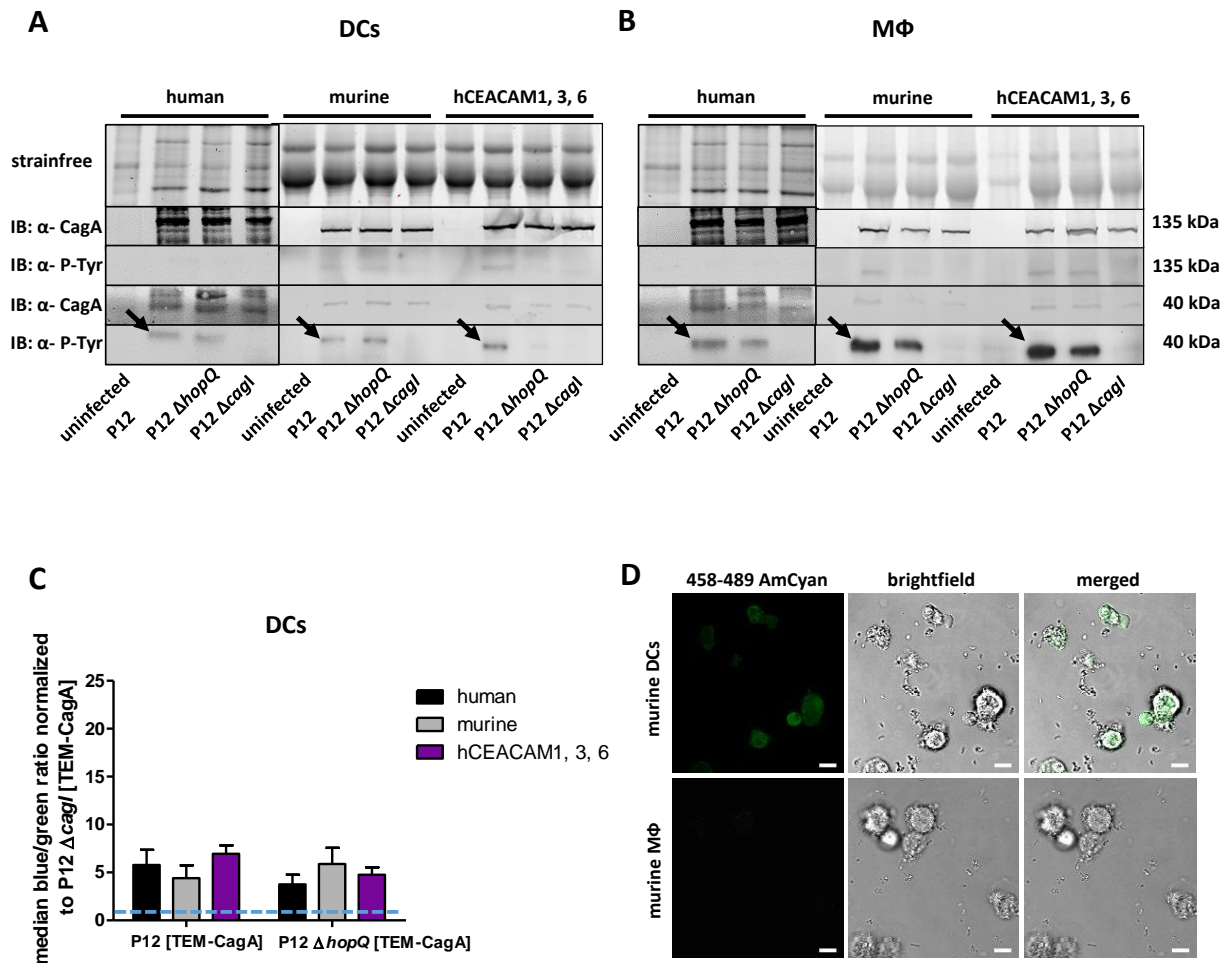 A
DCs
human
murine
hCEACAM1, 3, 6
strainfree
IB: α- CagA
IB: α- P-Tyr
IB: α- CagA
IB: α- P-Tyr
uninfected
P12
P12 ΔhopQ
P12 ΔcagI
uninfected
P12
P12 ΔhopQ
P12 ΔcagI
uninfected
P12
P12 ΔhopQ
P12 ΔcagI
B
MΦ
human
murine
hCEACAM1, 3, 6
135 kDa
135 kDa
40 kDa
40 kDa
uninfected
P12
P12 ΔhopQ
P12 ΔcagI
uninfected
P12
P12 ΔhopQ
P12 ΔcagI
uninfected
P12
P12 ΔhopQ
P12 ΔcagI
C
DCs
median blue/green ratio normalized
to P12 ΔcagI [TEM-CagA]
25
20
15
10
5
0
P12 [TEM-CagA]
P12 ΔhopQ [TEM-CagA]
human
murine
hCEACAM1, 3, 6
D
458-489 AmCyan
brightfield
merged
murine DCs
murine MΦ